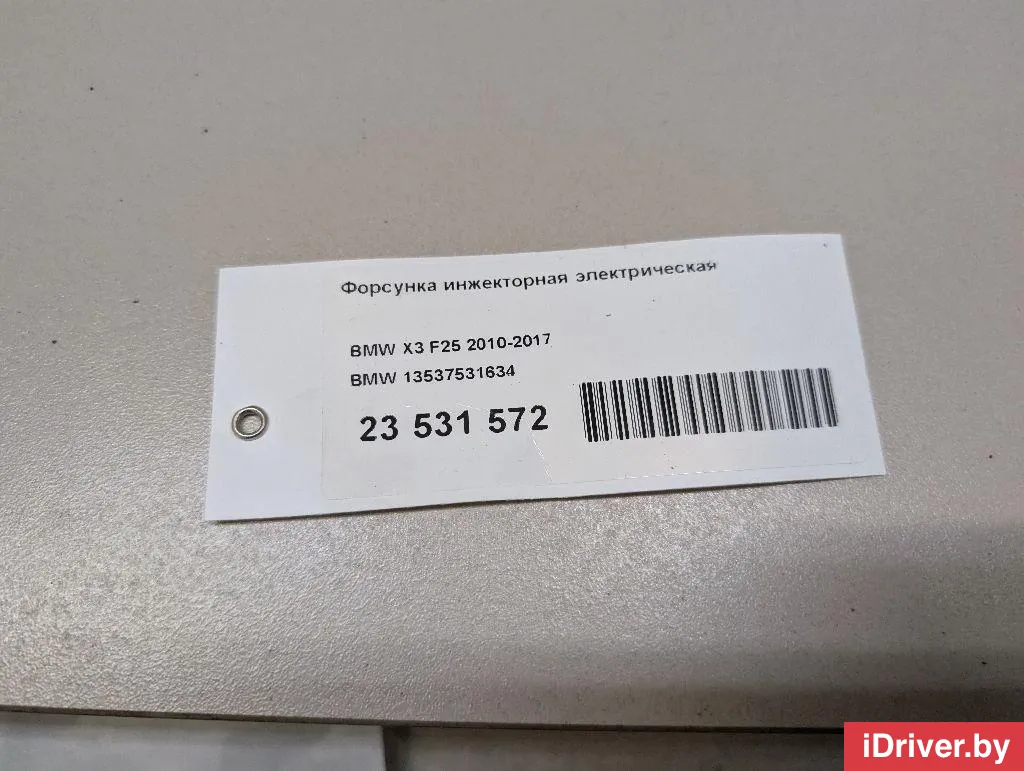 Форсунка инжекторная электрическая
BMW X3 F25 2010-2017
BMW 13537531634
23 531 572
iDriver.by